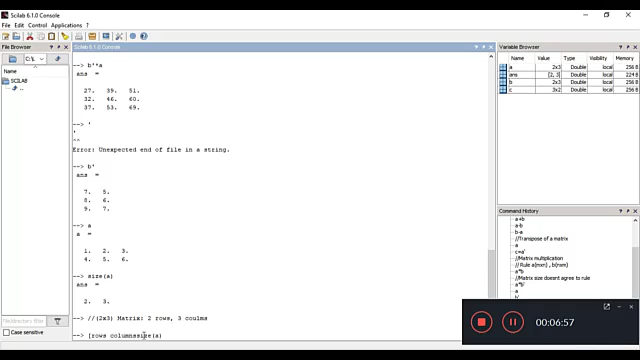 Scilab 6.1.0 Console
File Edit Control Applications ?
File Browser
Scilab 6.1.0 Console
Variable Browser
Name
SCILAB
..
File/directory filter
Case sensitive
--> b'*a
ans =
27. 39. 51.
32. 46. 60.
37. 53. 69.
--> '
'
^^
Error: Unexpected end of file in a string.
--> b'
ans =
7. 5.
8. 6.
9. 7.
--> a
a =
1. 2. 3.
4. 5. 6.
--> size(a)
ans =
2. 3.
--> //(2x3) Matrix: 2 rows, 3 coulms
--> [rows columnssize(a)
Name Value Type Visibility Memory
a 2x3 Double local 256 B
ans [2, 3] Double local 224 B
b 2x3 Double local 256 B
c 3x2 Double local 256 B
Command History
a+b
a-b
b-a
//Transpose of a matrix
a
c=a'
//Matrix multiplication
// Rule a(mxn) , b(nxm)
a*b
//Matrix size doesnt agree to rule
a*b'
a
b'
00:06:57